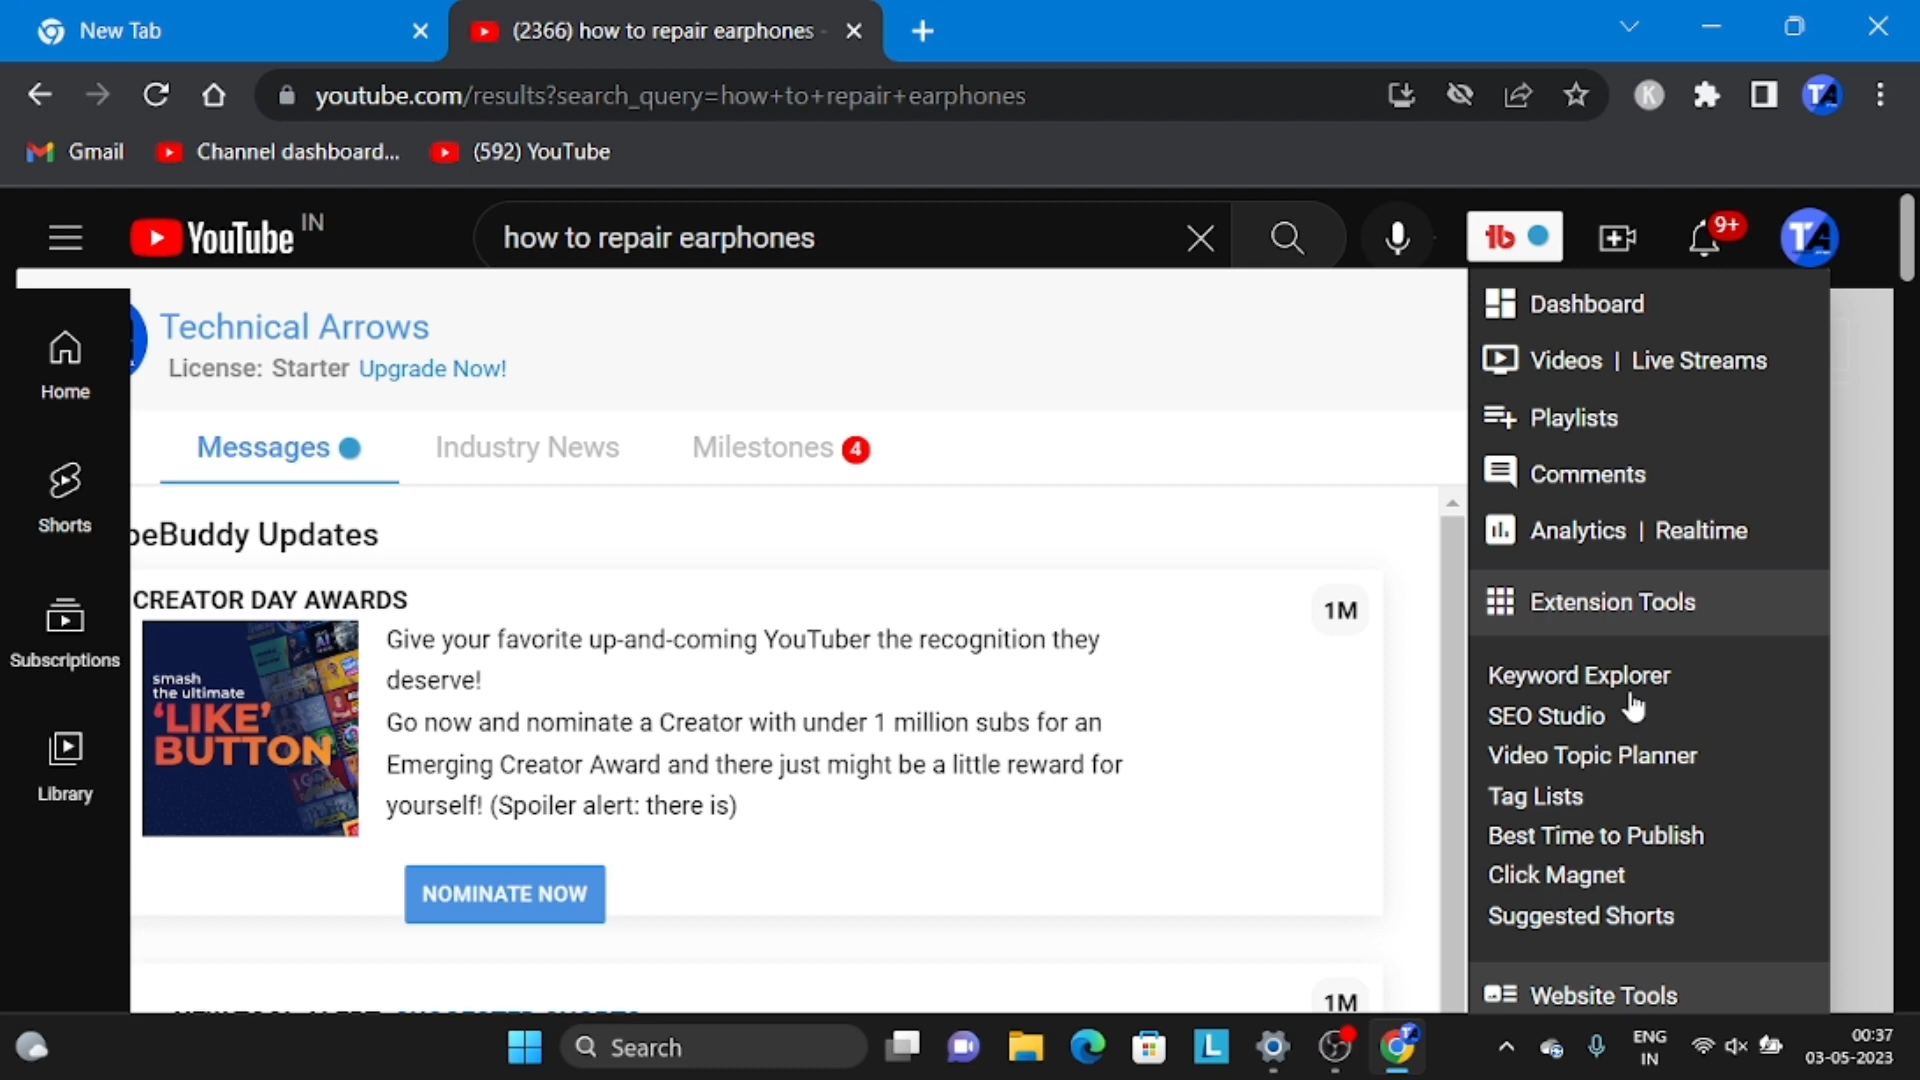 New Tab
(2366) how to repair earphones -
youtube.com/results?search_query=how+to+repair+earphones
K
TA
Gmail
Channel dashboard...
(592) YouTube
YouTube IN
how to repair earphones
tb
9+
TA
Home
Shorts
Subscriptions
Library
Technical Arrows
License: Starter Upgrade Now!
Messages
Industry News
Milestones 4
beBuddy Updates
CREATOR DAY AWARDS
1M
smash
the ultimate
'LIKE'
BUTTON
Give your favorite up-and-coming YouTuber the recognition they
deserve!
Go now and nominate a Creator with under 1 million subs for an
Emerging Creator Award and there just might be a little reward for
yourself! (Spoiler alert: there is)
NOMINATE NOW
1M
Dashboard
Videos | Live Streams
Playlists
Comments
Analytics | Realtime
Extension Tools
Keyword Explorer
SEO Studio
Video Topic Planner
Tag Lists
Best Time to Publish
Click Magnet
Suggested Shorts
Website Tools
Search
L
ENG
IN
00:37
03-05-2023